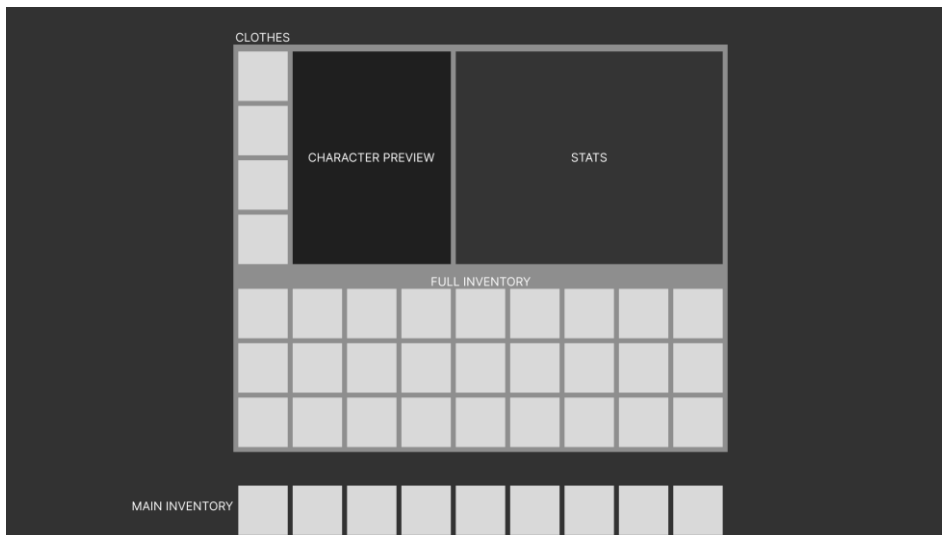 CLOTHES
CHARACTER PREVIEW
STATS
FULL INVENTORY
MAIN INVENTORY